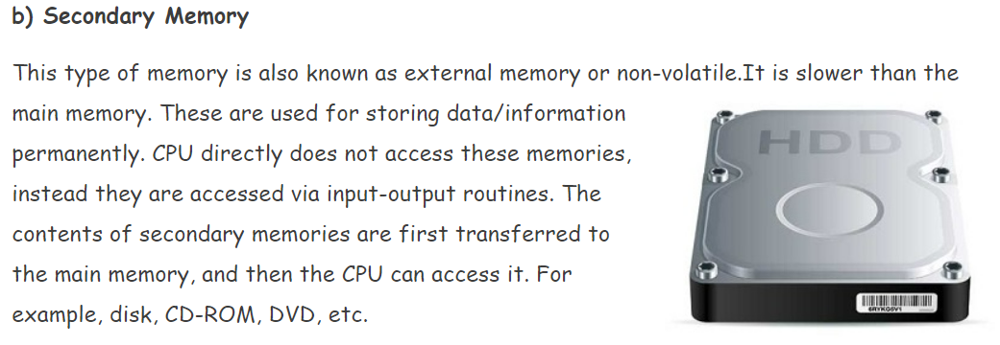 b) Secondary Memory
This type of memory is also known as external memory or non-volatile.It is slower than the
main memory. These are used for storing data/information
permanently. CPU directly does not access these memories,
instead they are accessed via input-output routines. The
contents of secondary memories are first transferred to
the main memory, and then the CPU can access it. For
example, disk, CD-ROM, DVD, etc.
HDD
6RYKG5V1